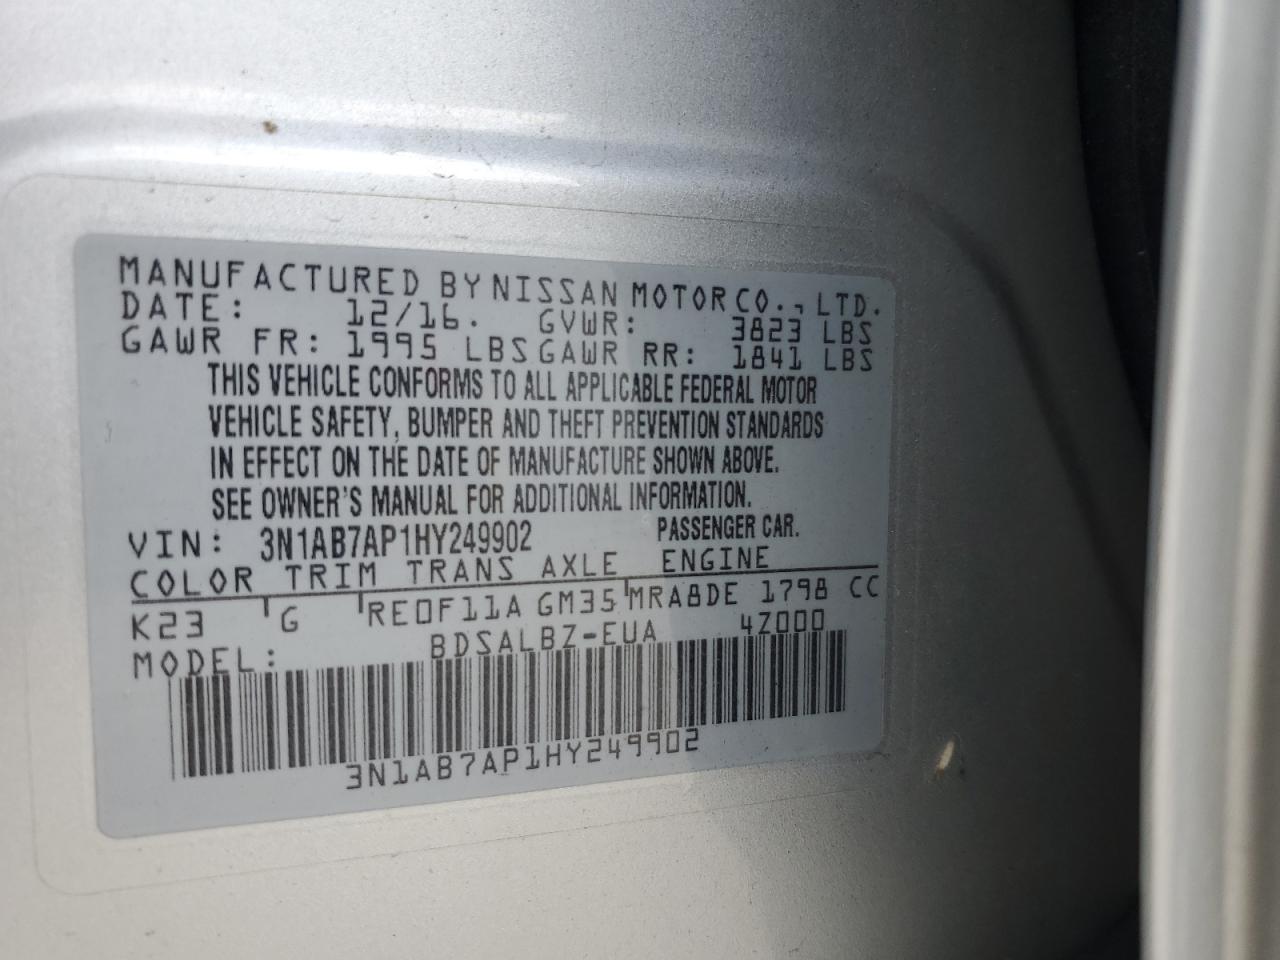 MANUFACTURED BY NISSAN MOTOR CO., LTD.
DATE: 12/16. GVWR: 3823 LBS
GAWR FR: 1995 LBS GAWR RR: 1841 LBS
THIS VEHICLE CONFORMS TO ALL APPLICABLE FEDERAL MOTOR
VEHICLE SAFETY, BUMPER AND THEFT PREVENTION STANDARDS
IN EFFECT ON THE DATE OF MANUFACTURE SHOWN ABOVE.
SEE OWNER'S MANUAL FOR ADDITIONAL INFORMATION.
VIN: 3N1AB7AP1HY249902 PASSENGER CAR.
COLOR TRIM TRANS AXLE ENGINE
K23 G RE0F11A GM35 MRA8DE 1798 CC
MODEL: BDSALBZ-EUA 4Z000
3N1AB7AP1HY249902